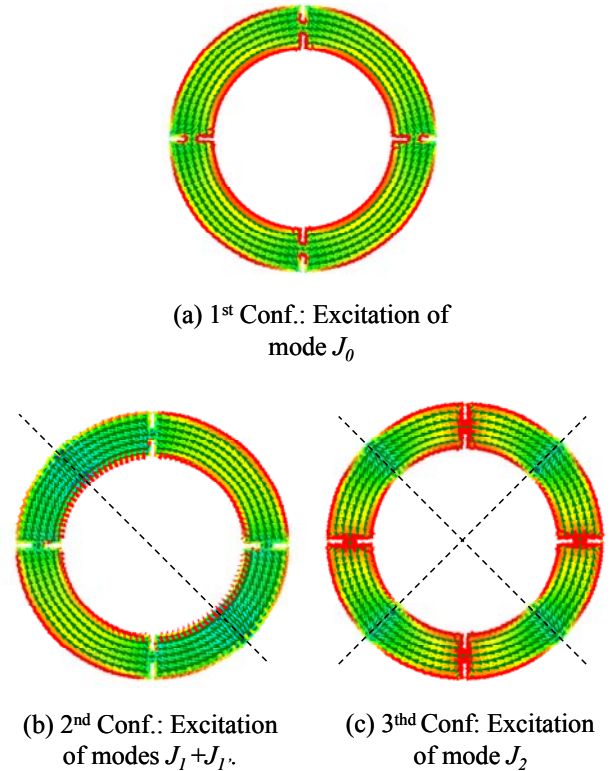 (a) 1st Conf.: Excitation of
mode J0
(b) 2nd Conf.: Excitation
of modes J1+J1’.
(c) 3thd Conf: Excitation
of mode J2